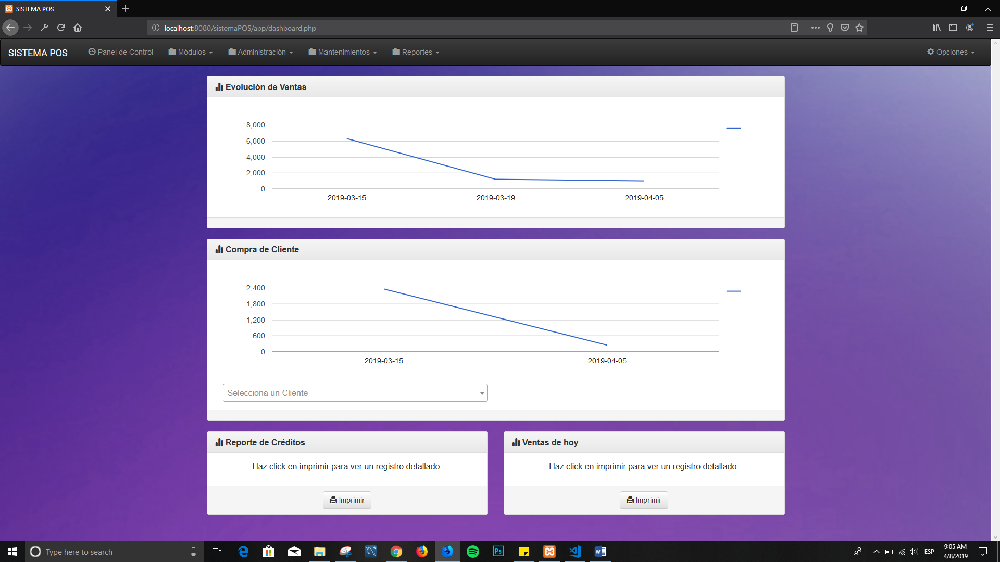 SISTEMA POS
localhost:8080/sistemaPOS/app/dashboard.php
SISTEMA POS Panel de Control Módulos Administración Mantenimientos Reportes Opciones
Evolución de Ventas
8,000
6,000
4,000
2,000
0
2019-03-15 2019-03-19 2019-04-05
Compra de Cliente
2,400
1,800
1,200
600
0
2019-03-15 2019-04-05
Selecciona un Cliente
Reporte de Créditos
Haz click en imprimir para ver un registro detallado.
Imprimir
Ventas de hoy
Haz click en imprimir para ver un registro detallado.
Imprimir
Type here to search
Ps
ESP
9:05 AM
4/8/2019